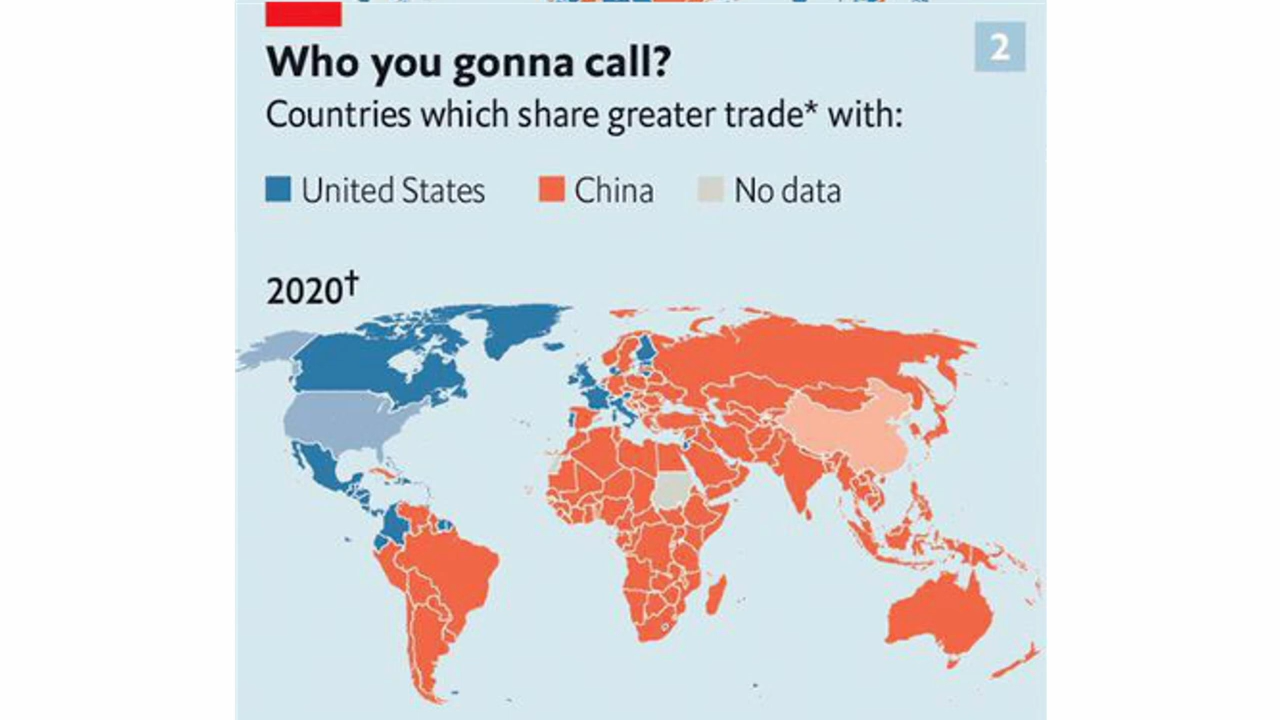 2
Who you gonna call?
Countries which share greater trade* with:
United States China No data
2020†